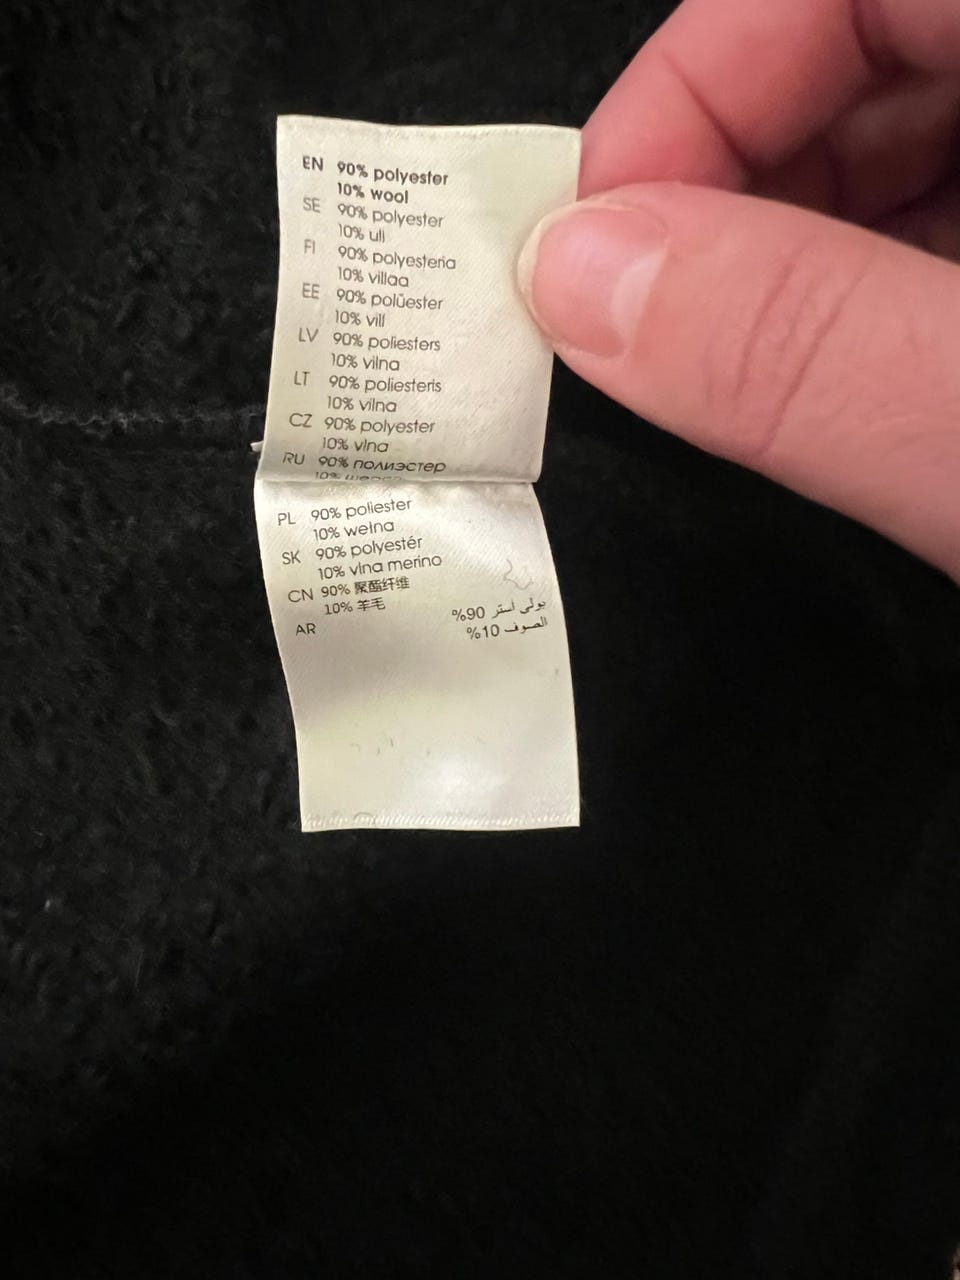 EN 90% polyester
10% wool
SE 90% polyester
10% ull
FI 90% polyesteria
10% villaa
EE 90% polüester
10% vill
LV 90% poliesters
10% vilna
LT 90% poliesteris
10% vilna
CZ 90% polyester
10% vlna
RU 90% полиэстер
10%
PL 90% poliester
10% wełna
SK 90% polyestér
10% vlna merino
CN 90% 聚酯纤维
10% 羊毛
AR بولي استر 90%
الصوف 10%